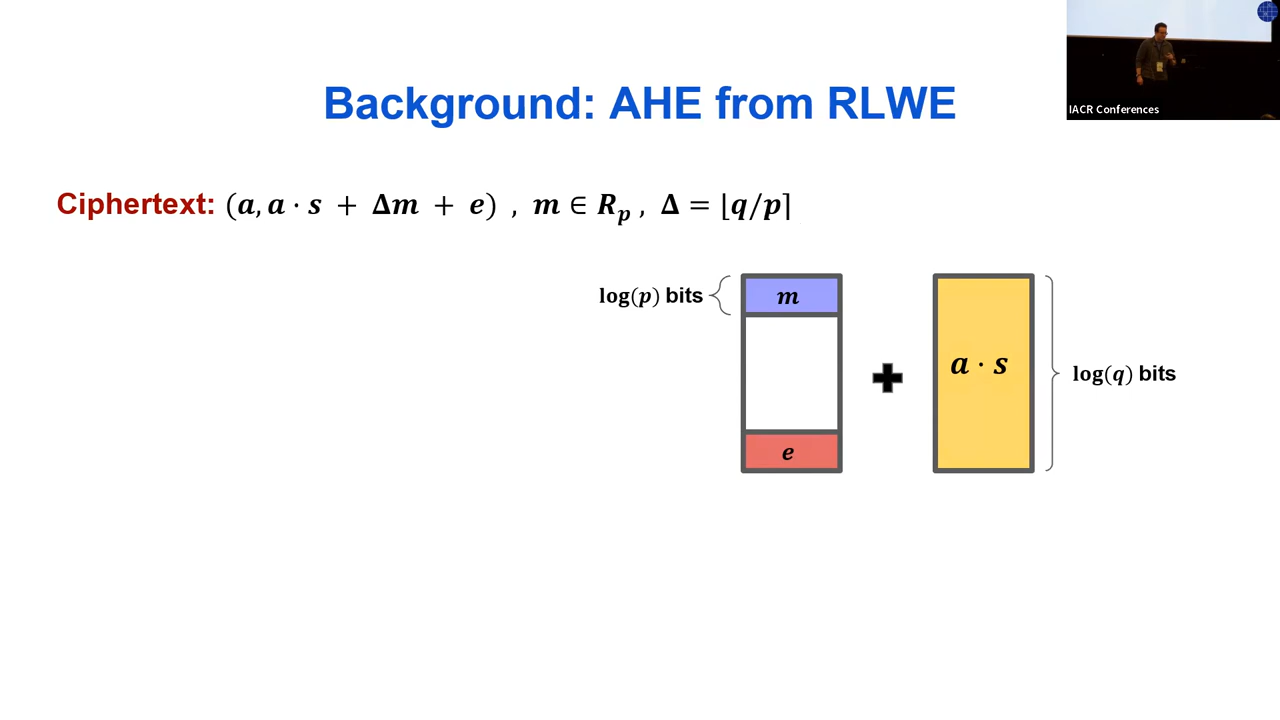 Background: AHE from RLWE
IACR Conferences
Ciphertext: (a, a · s + Δm + e) , m ∈ R_p , Δ = ⌊q/p⌉
log(p) bits
m
a · s
log(q) bits
e